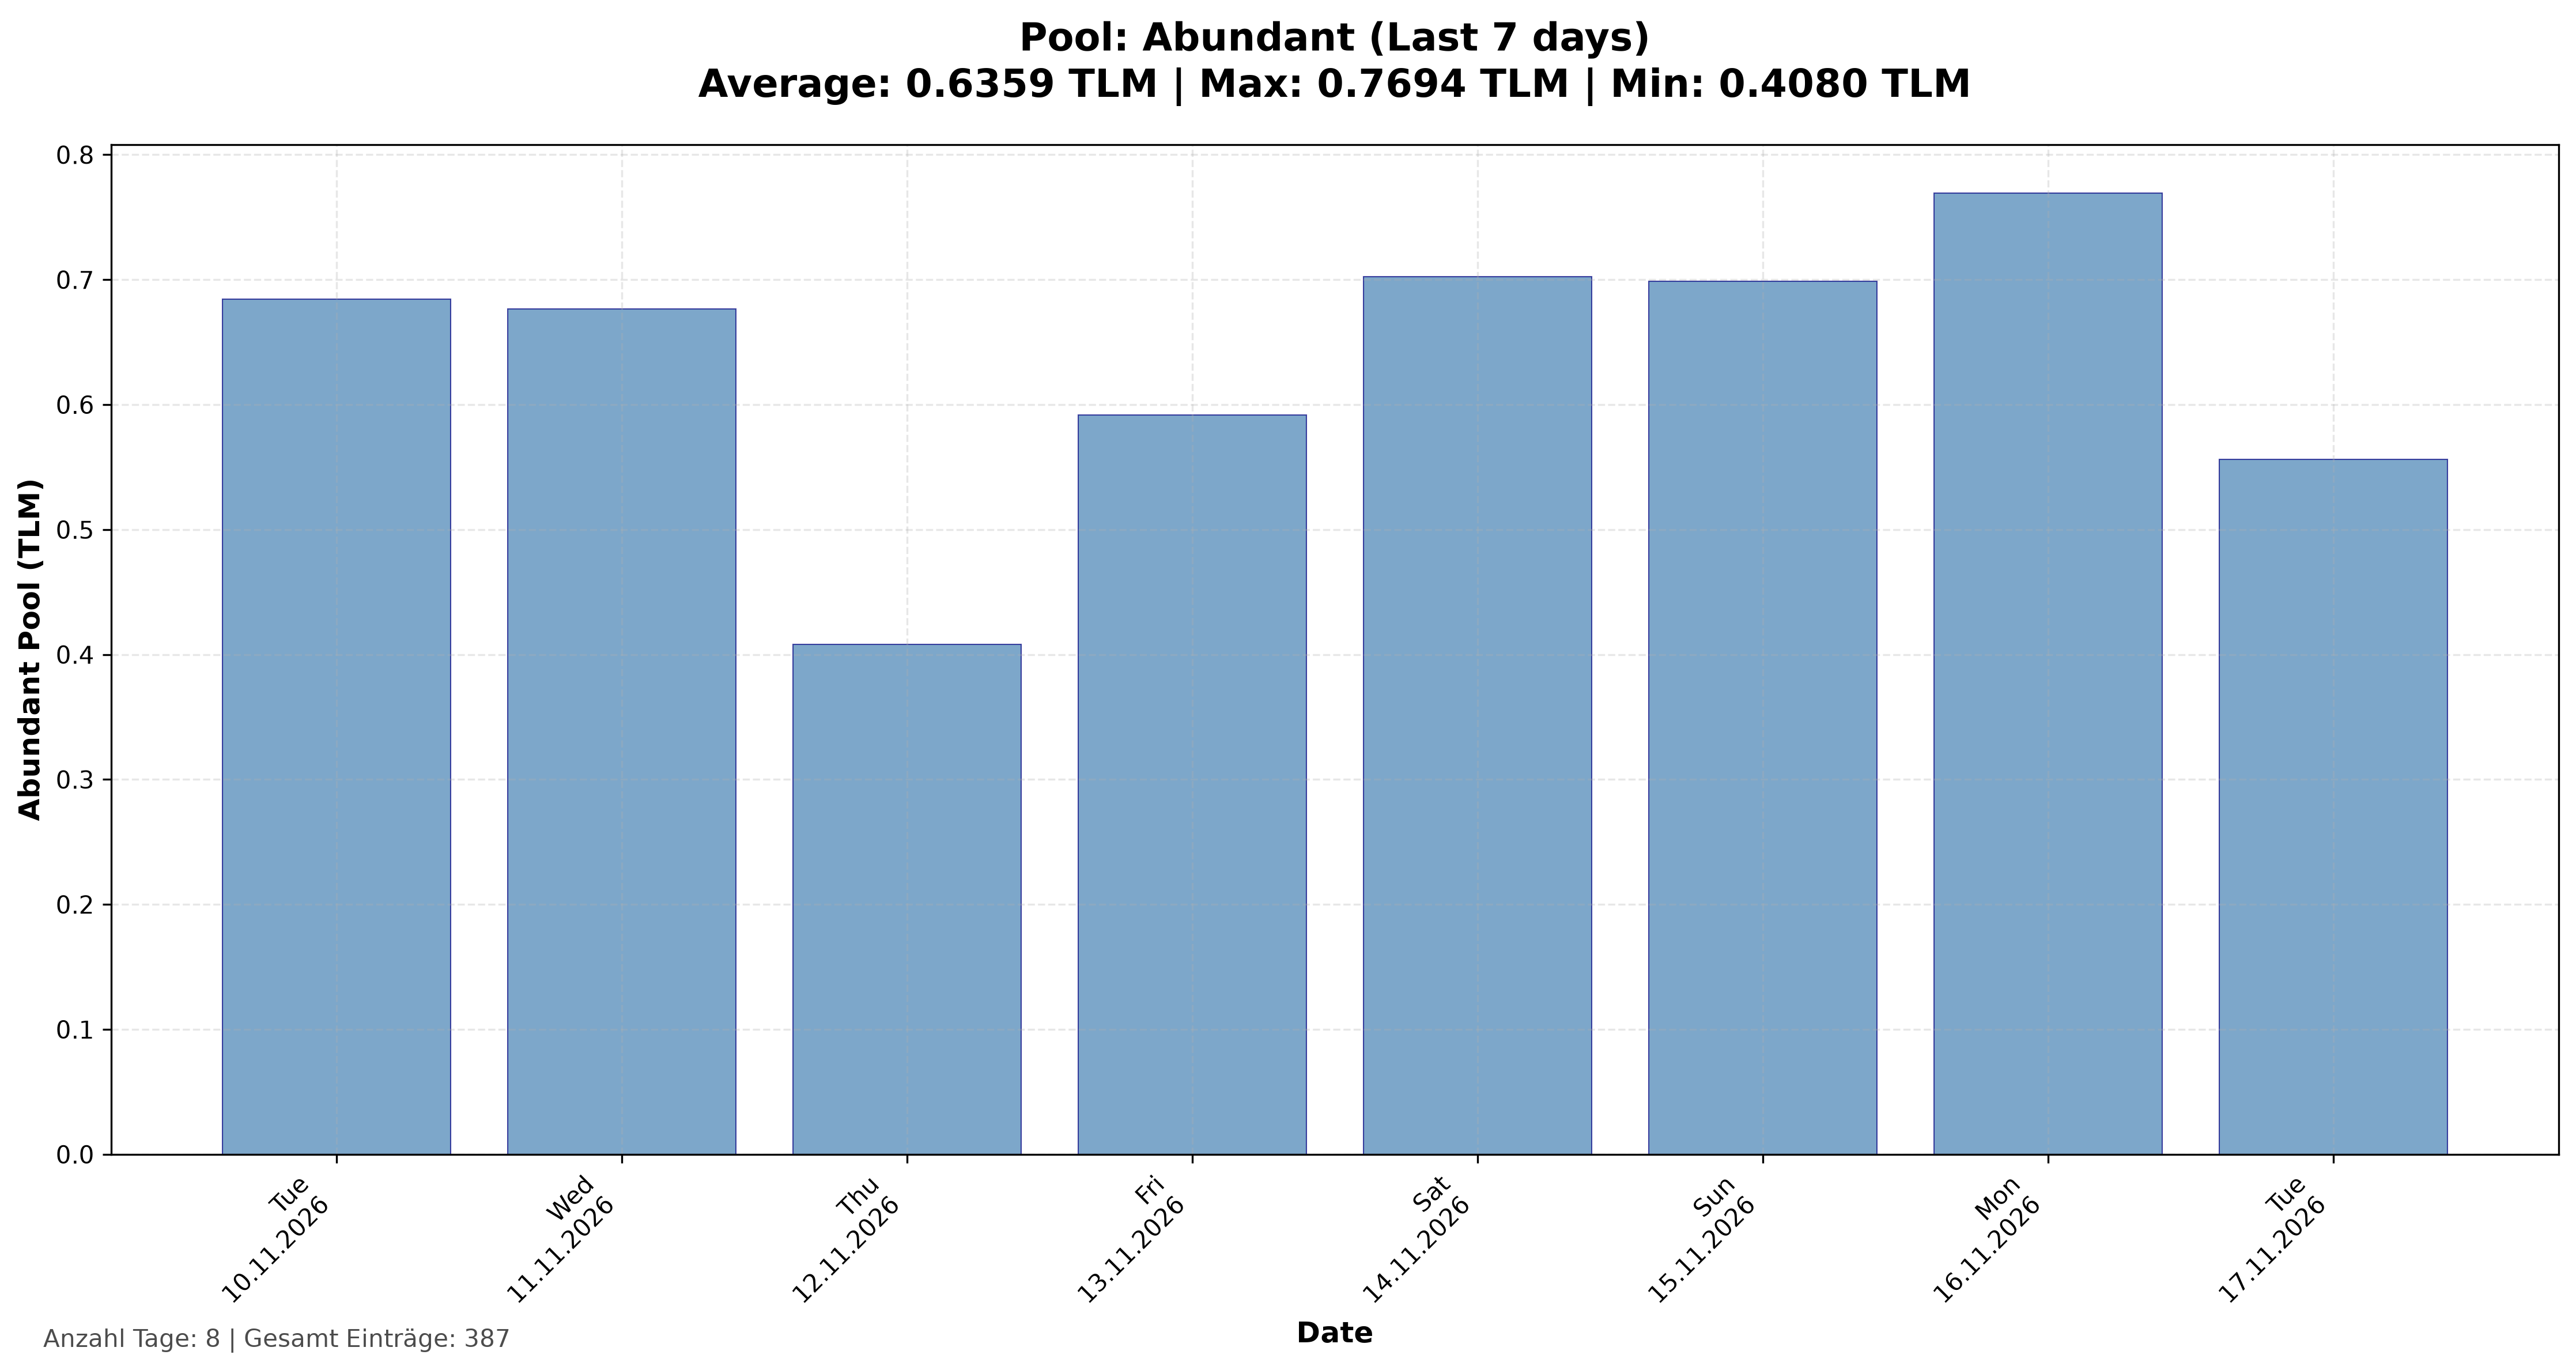 Pool: Abundant (Last 7 days)
Average: 0.6359 TLM | Max: 0.7694 TLM | Min: 0.4080 TLM
Abundant Pool (TLM)
0.8
0.7
0.6
0.5
0.4
0.3
0.2
0.1
0.0
Tue
10.11.2026
Wed
11.11.2026
Thu
12.11.2026
Fri
13.11.2026
Sat
14.11.2026
Sun
15.11.2026
Mon
16.11.2026
Tue
17.11.2026
Date
Anzahl Tage: 8 | Gesamt Einträge: 387